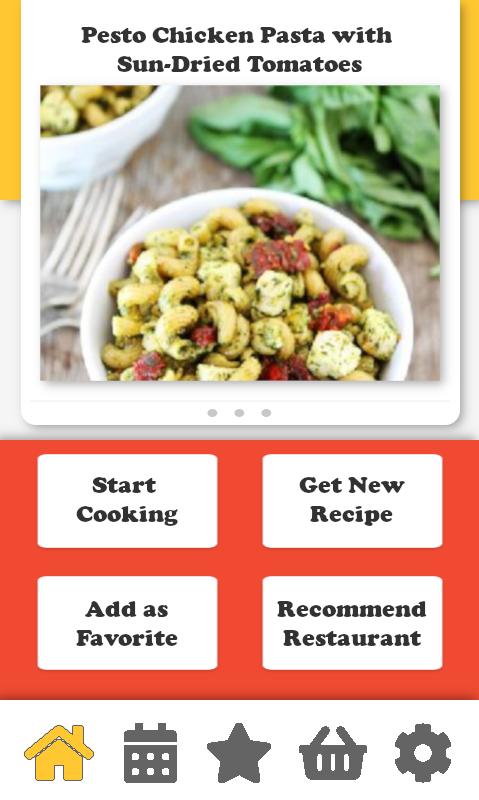 Pesto Chicken Pasta with
Sun-Dried Tomatoes
Start
Cooking
Get New
Recipe
Add as
Favorite
Recommend
Restaurant